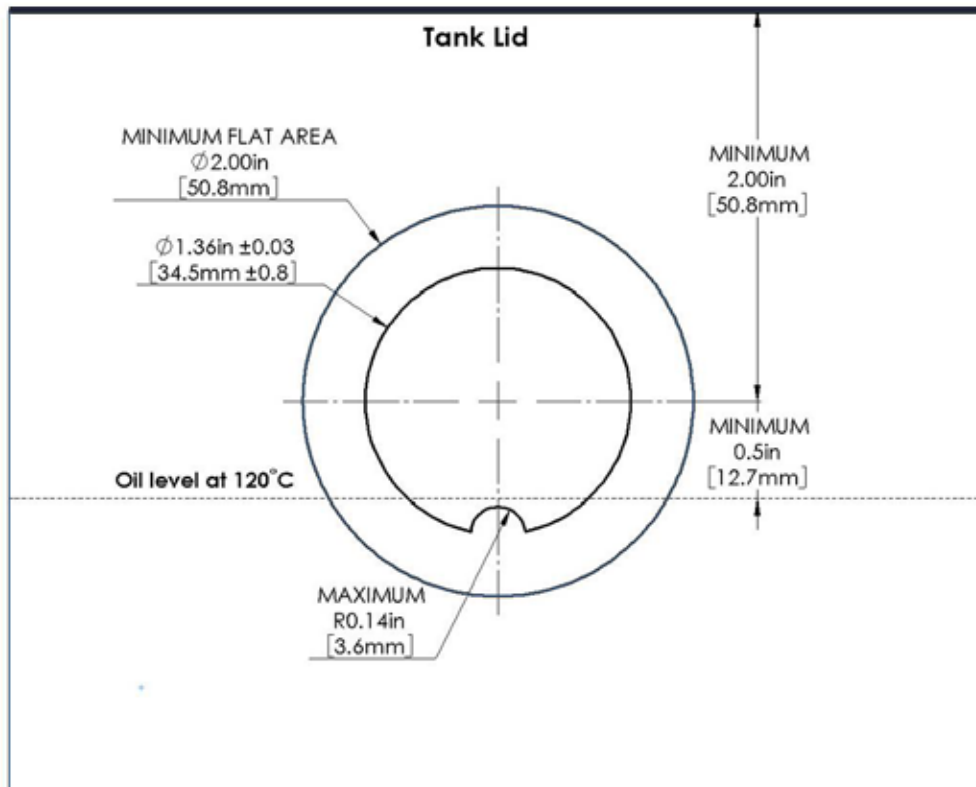 Tank Lid
MINIMUM FLAT AREA
∅2.00in
[50.8mm]
MINIMUM
2.00in
[50.8mm]
∅1.36in ±0.03
[34.5mm ±0.8]
MINIMUM
0.5in
[12.7mm]
Oil level at 120°C
MAXIMUM
R0.14in
[3.6mm]